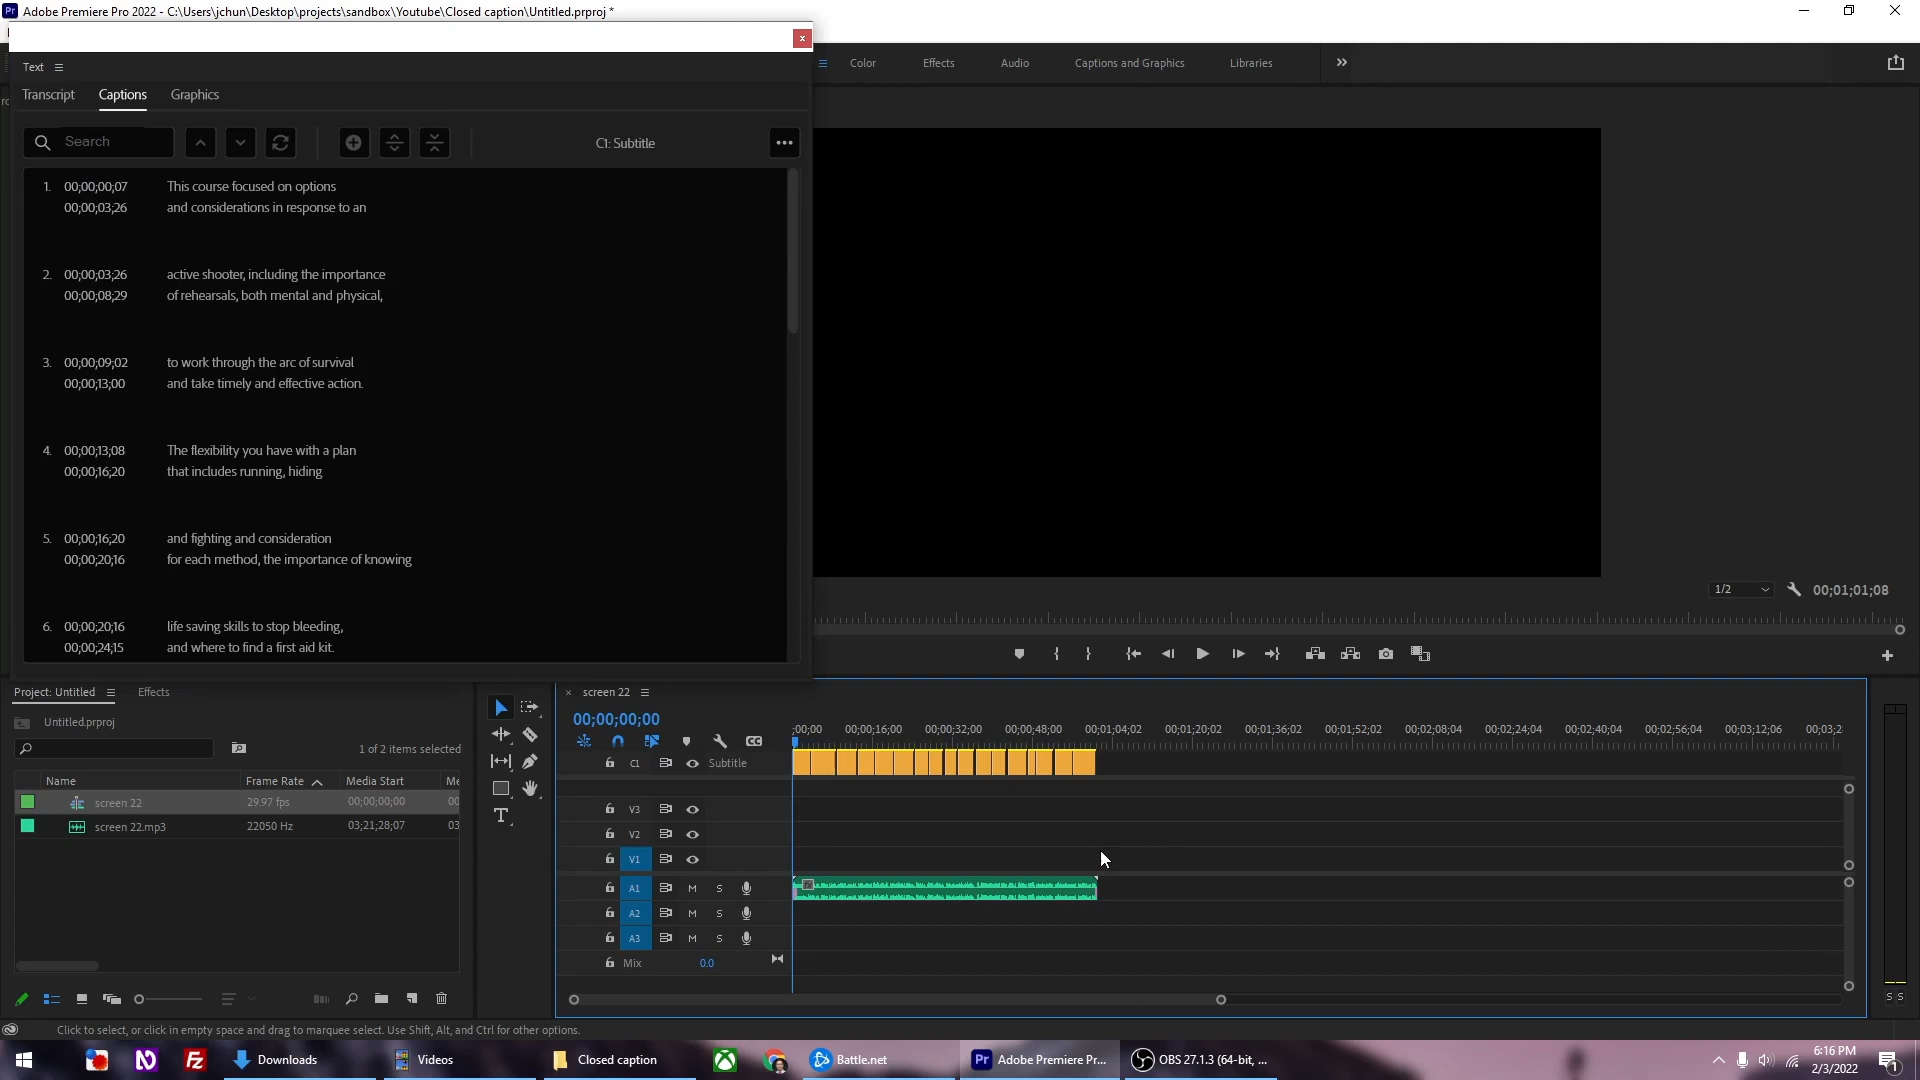 Pr Adobe Premiere Pro 2022 - C:\Users\jchun\Desktop\projects\sandbox\Youtube\Closed caption\Untitled.prproj *
Color Effects Audio Captions and Graphics Libraries
Text
Transcript Captions Graphics
Search
C1: Subtitle
1. 00;00;00;07 This course focused on options
00;00;03;26 and considerations in response to an
2. 00;00;03;26 active shooter, including the importance
00;00;08;29 of rehearsals, both mental and physical,
3. 00;00;09;02 to work through the arc of survival
00;00;13;00 and take timely and effective action.
4. 00;00;13;08 The flexibility you have with a plan
00;00;16;20 that includes running, hiding
5. 00;00;16;20 and fighting and consideration
00;00;20;16 for each method, the importance of knowing
6. 00;00;20;16 life saving skills to stop bleeding,
00;00;24;15 and where to find a first aid kit.
1/2 00;01;01;08
Project: Untitled Effects
Untitled.prproj
1 of 2 items selected
Name Frame Rate Media Start Me
screen 22 29.97 fps 00;00;00;00 00
screen 22.mp3 22050 Hz 03;21;28;07 03
× screen 22
00;00;00;00
;00;00 00;00;16;00 00;00;32;00 00;00;48;00 00;01;04;02 00;01;20;02 00;01;36;02 00;01;52;02 00;02;08;04 00;02;24;04 00;02;40;04 00;02;56;04 00;03;12;06 00;03;2
C1 Subtitle
V3
V2
V1
A1 M S
A2 M S
A3 M S
Mix 0.0
S S
Click to select, or click in empty space and drag to marquee select. Use Shift, Alt, and Ctrl for other options.
Downloads Videos Closed caption Battle.net Pr Adobe Premiere Pr... OBS 27.1.3 (64-bit, ...
6:16 PM
2/3/2022
1